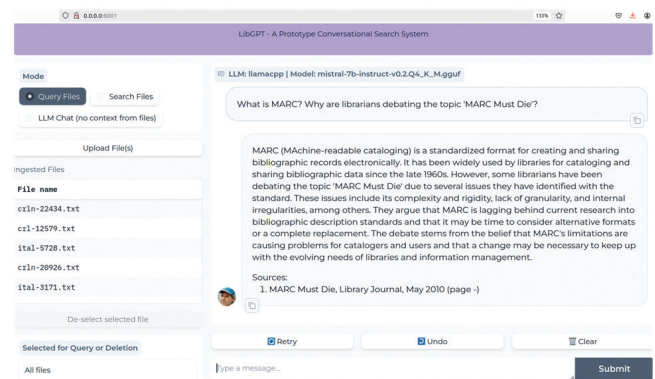 0.0.0.0:8001
133%
LibGPT - A Prototype Conversational Search System
Mode
Query Files
Search Files
LLM Chat (no context from files)
Upload File(s)
Ingested Files
File name
crln-22434.txt
crl-12579.txt
ital-5728.txt
crln-20926.txt
ital-3171.txt
De-select selected file
Selected for Query or Deletion
All files
LLM: llamacpp | Model: mistral-7b-instruct-v0.2.Q4_K_M.gguf
What is MARC? Why are librarians debating the topic 'MARC Must Die'?
MARC (MAchine-readable cataloging) is a standardized format for creating and sharing
bibliographic records electronically. It has been widely used by libraries for cataloging and
sharing bibliographic data since the late 1960s. However, some librarians have been
debating the topic 'MARC Must Die' due to several issues they have identified with the
standard. These issues include its complexity and rigidity, lack of granularity, and internal
irregularities, among others. They argue that MARC is lagging behind current research into
bibliographic description standards and that it may be time to consider alternative formats
or a complete replacement. The debate stems from the belief that MARC's limitations are
causing problems for catalogers and users and that a change may be necessary to keep up
with the evolving needs of libraries and information management.
Sources:
1. MARC Must Die, Library Journal, May 2010 (page -)
Retry
Undo
Clear
Type a message...
Submit